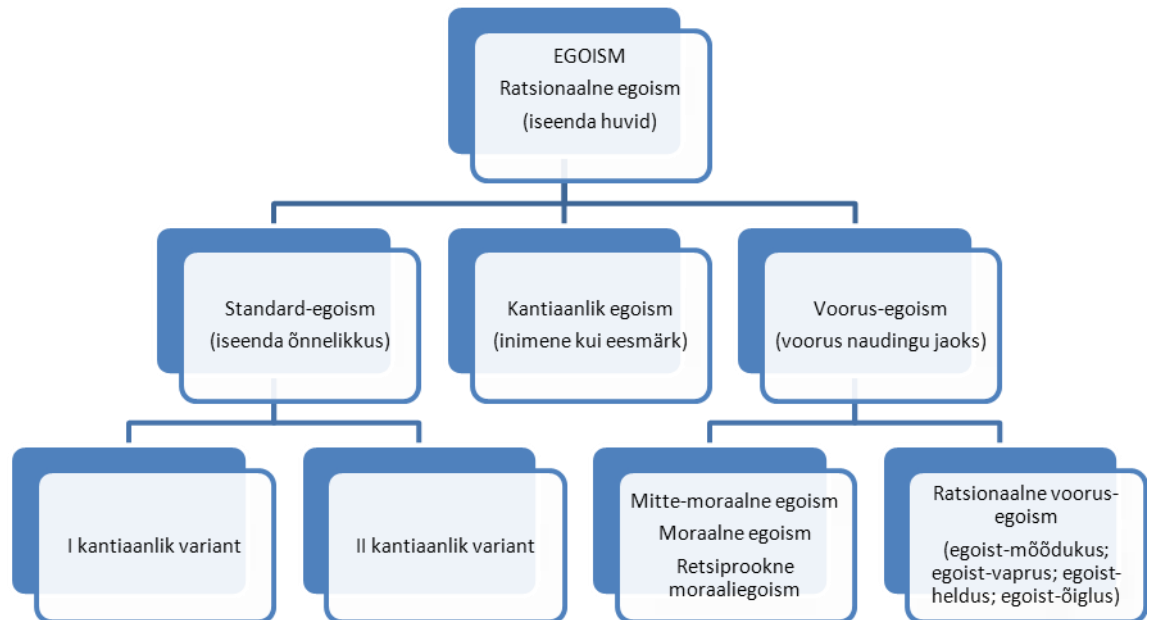 EGOISM
Ratsionaalne egoism
(iseenda huvid)
Standard-egoism
(iseenda õnnelikkus)
Kantiaanlik egoism
(inimene kui eesmärk)
Voorus-egoism
(voorus naudingu jaoks)
I kantiaanlik variant
II kantiaanlik variant
Mitte-moraalne egoism
Moraalne egoism
Retsiprookne
moraaliegoism
Ratsionaalne voorus-
egoism
(egoist-mõõdukus;
egoist-vaprus; egoist-
heldus; egoist-õiglus)